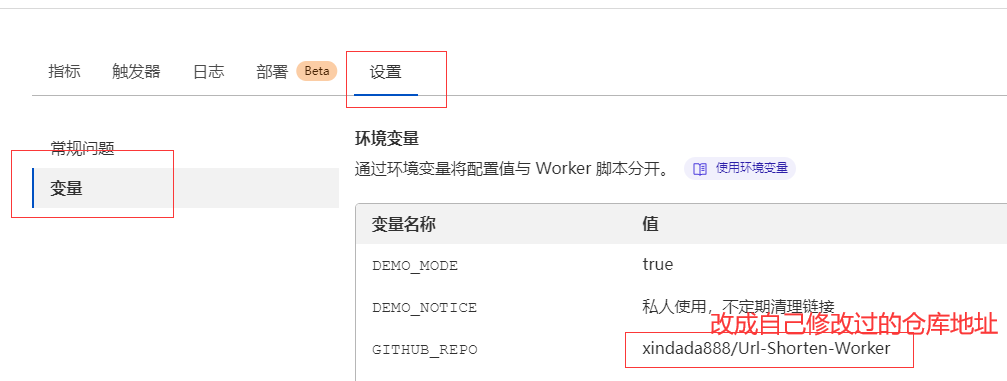 指标 触发器 日志 部署 Beta 设置
常规问题
变量
环境变量
通过环境变量将配置值与 Worker 脚本分开。 使用环境变量
变量名称 值
DEMO_MODE true
DEMO_NOTICE 私人使用，不定期清理链接
改成自己修改过的仓库地址
GITHUB_REPO xindada888/Url-Shorten-Worker